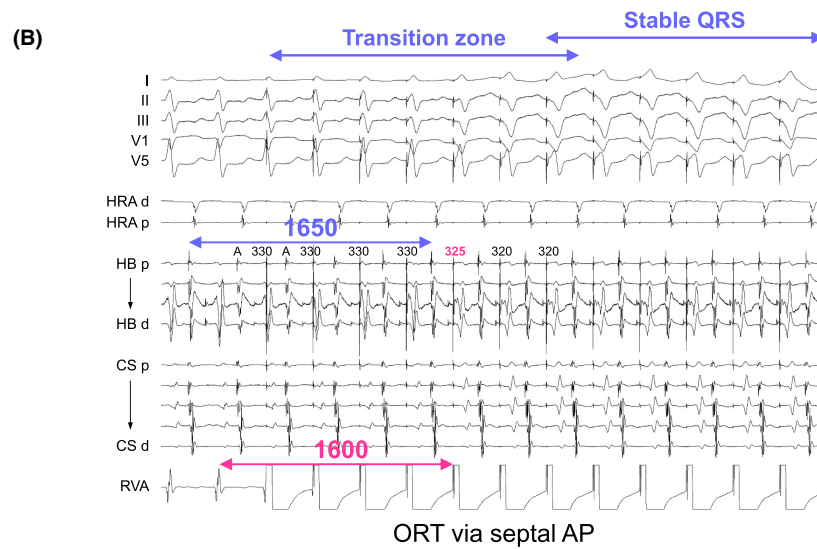 (B)
Transition zone
Stable QRS
I
II
III
V1
V5
HRA d
HRA p
1650
A 330 A 330 330 330 325 320 320
HB p
HB d
CS p
CS d
1600
RVA
ORT via septal AP